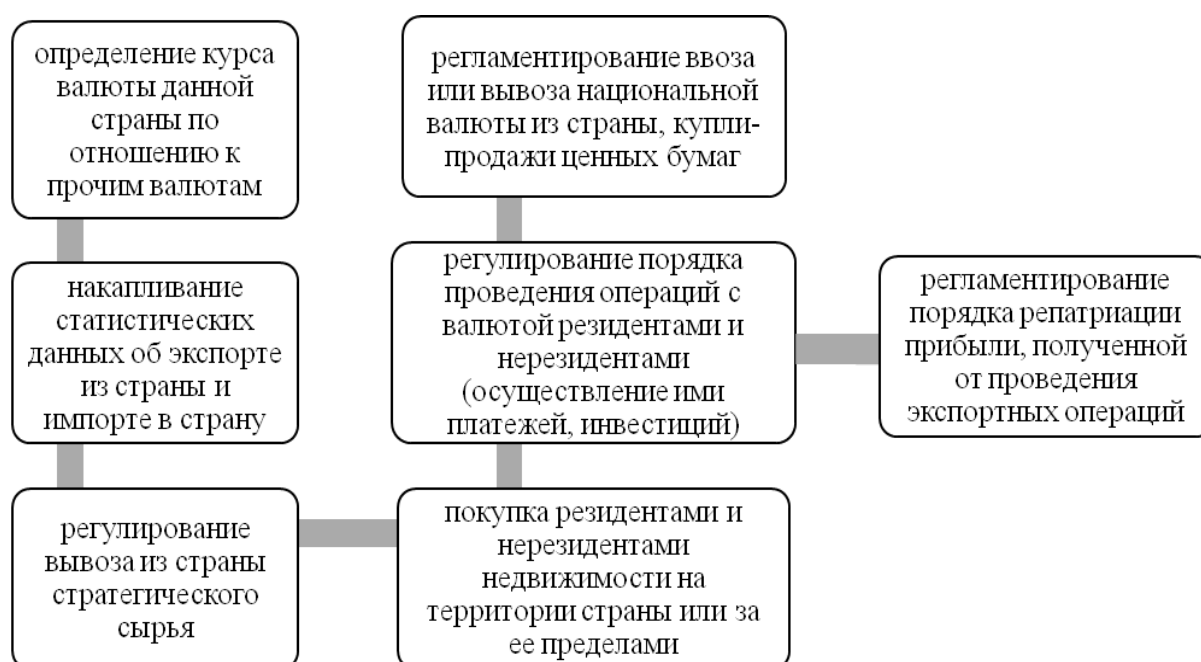 определение курса
валюты данной
страны по
отношению к
прочим валютам
накапливание
статистических
данных об экспорте
из страны и
импорте в страну
регулирование
вывоза из страны
стратегического
сырья
покупка резидентами и
нерезидентами
недвижимости на
территории страны или за
ее пределами
регулирование порядка
проведения операций с
валютой резидентами и
нерезидентами
(осуществление ими
платежей, инвестиций)
регламентирование ввоза
или вывоза национальной
валюты из страны, купли-
продажи ценных бумаг
регламентирование
порядка репатриации
прибыли, полученной
от проведения
экспортных операций